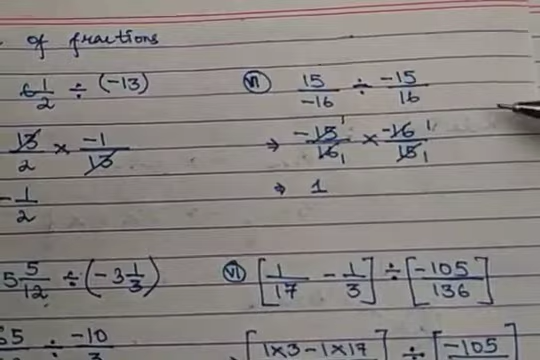 of fractions
6 1/2 ÷ (-13)
13/2 × -1/13
-1/2
5 5/12 ÷ (-3 1/3)
65/ ÷ -10/3
VI 15/-16 ÷ -15/16
→ -15/16 × -16/15
→ 1
VI [1/17 - 1/3] ÷ [-105/136]
[1×3-1×17 ] ÷ [-105